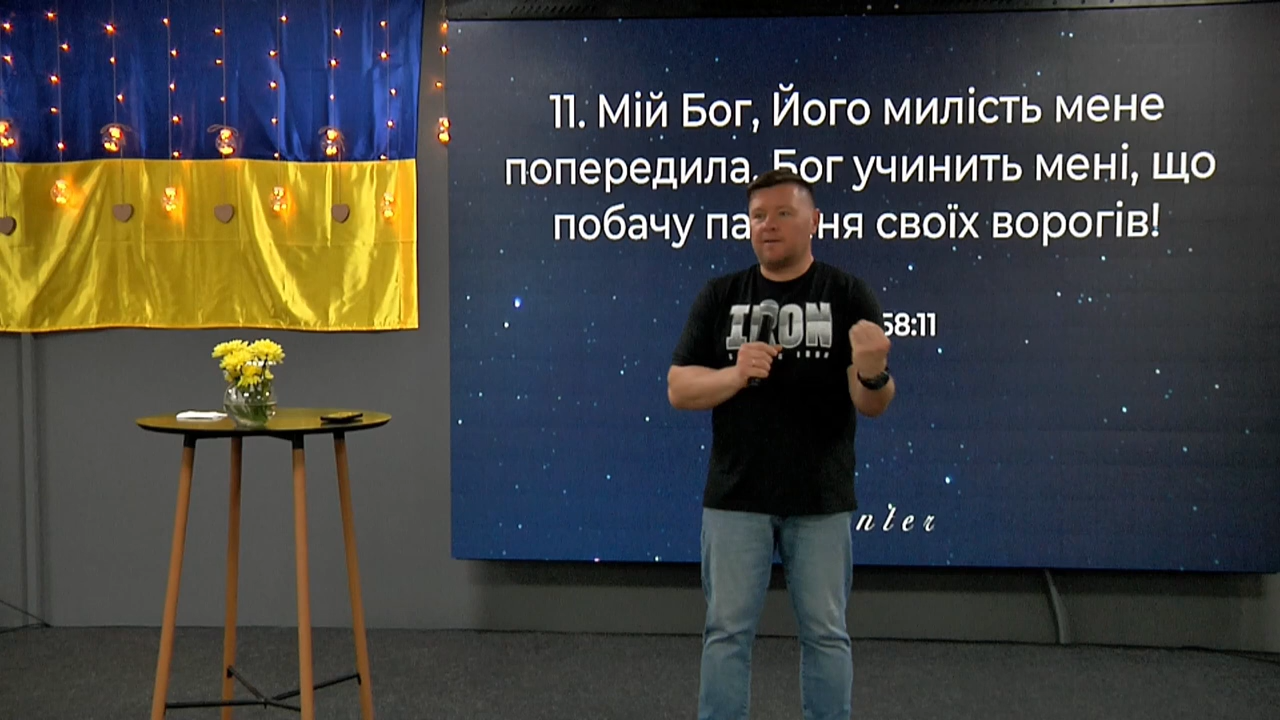 11. Мій Бог, Його милість мене
попередила. Бог учинить мені, що
побачу своїх ворогів!
58:11
IRON